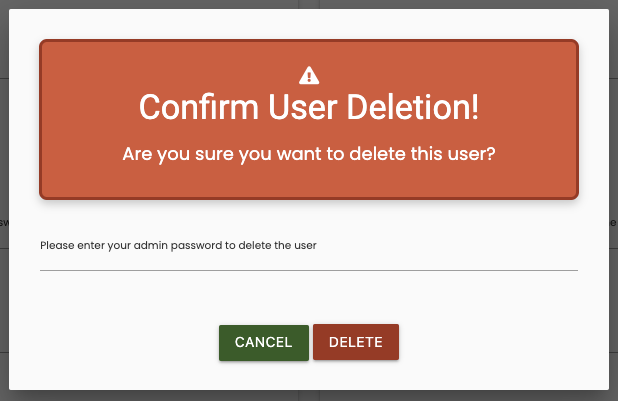 Confirm User Deletion!
Are you sure you want to delete this user?
Please enter your admin password to delete the user
CANCEL DELETE